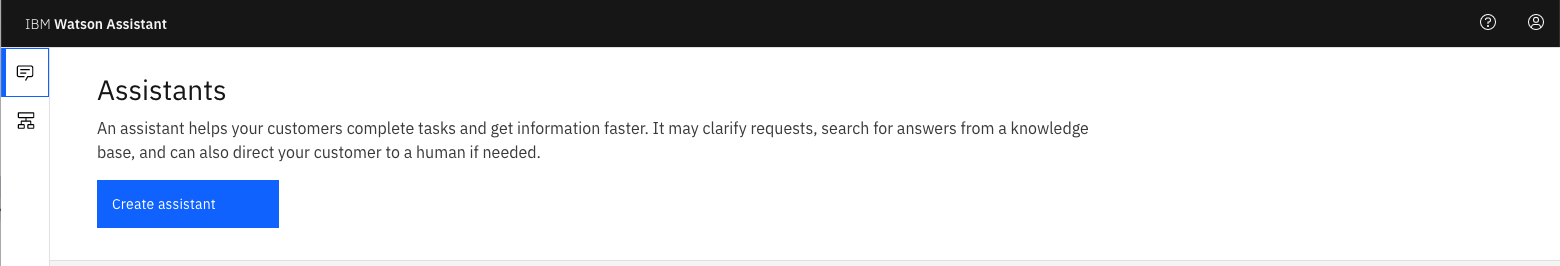 IBM Watson Assistant
Assistants
An assistant helps your customers complete tasks and get information faster. It may clarify requests, search for answers from a knowledge
base, and can also direct your customer to a human if needed.
Create assistant